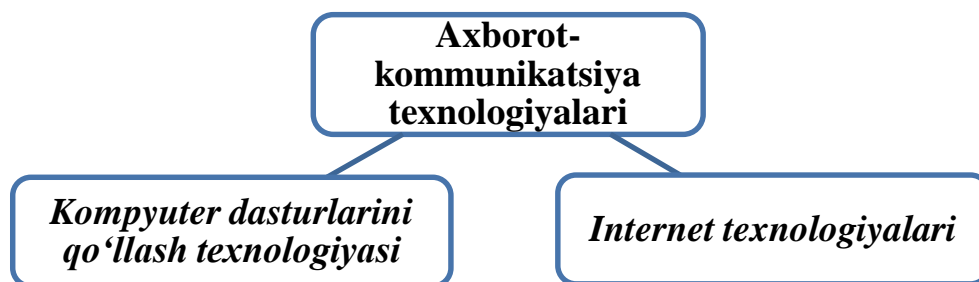 Axborot-
kommunikatsiya
texnologiyalari
Kompyuter dasturlarini
qo‘llash texnologiyasi
Internet texnologiyalari